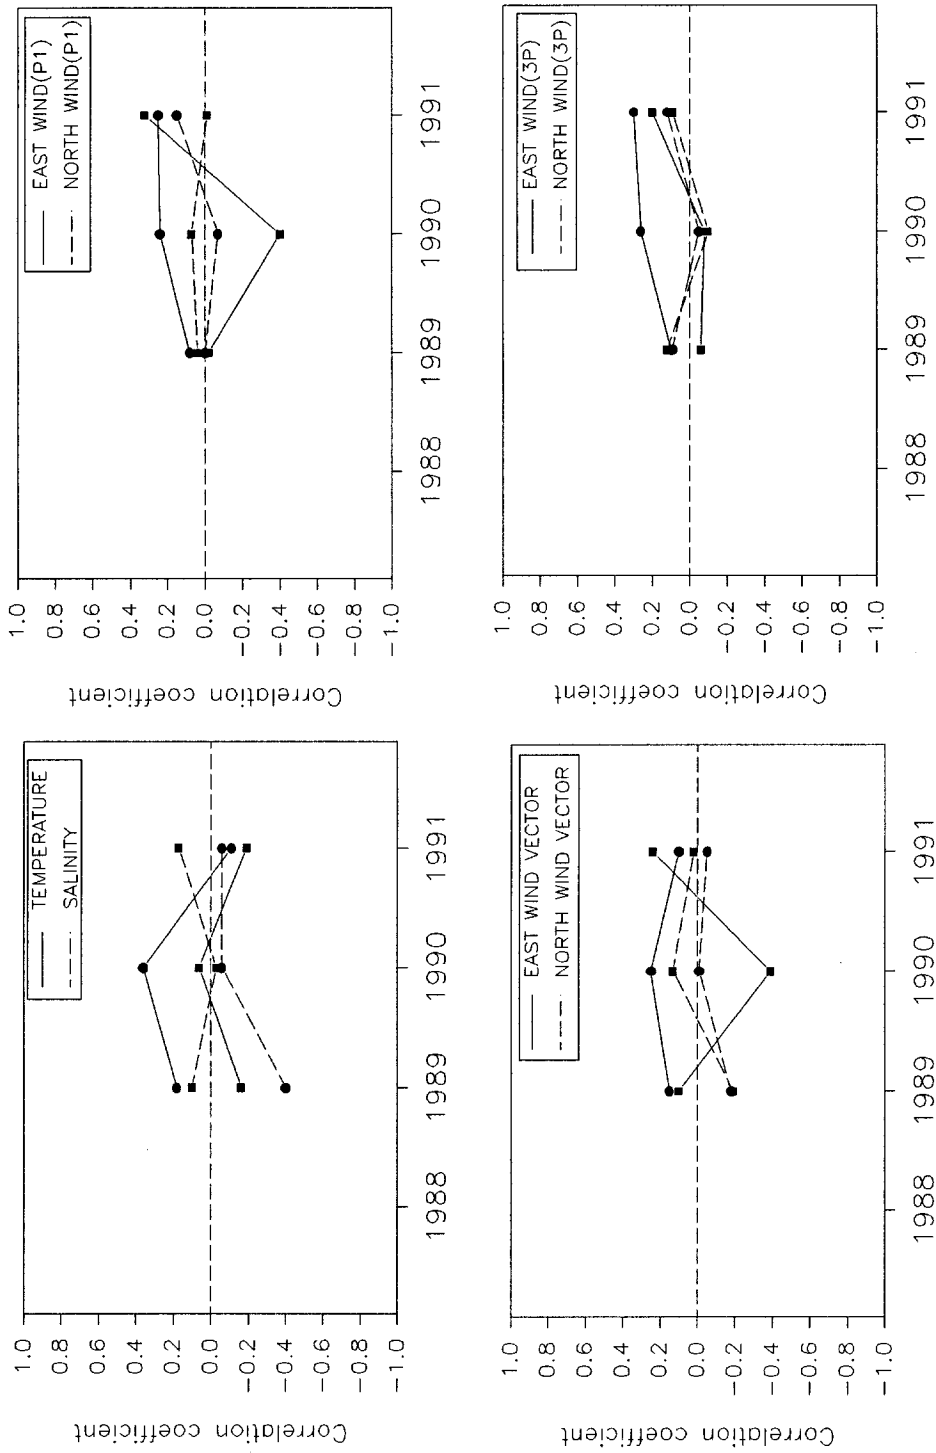 Correlation coefficient
1.0
0.8
0.6
0.4
0.2
0.0
−0.2
−0.4
−0.6
−0.8
−1.0
TEMPERATURE
SALINITY
1988 1989 1990 1991
Correlation coefficient
1.0
0.8
0.6
0.4
0.2
0.0
−0.2
−0.4
−0.6
−0.8
−1.0
EAST WIND(P1)
NORTH WIND(P1)
1988 1989 1990 1991
Correlation coefficient
1.0
0.8
0.6
0.4
0.2
0.0
−0.2
−0.4
−0.6
−0.8
−1.0
EAST WIND VECTOR
NORTH WIND VECTOR
1988 1989 1990 1991
Correlation coefficient
1.0
0.8
0.6
0.4
0.2
0.0
−0.2
−0.4
−0.6
−0.8
−1.0
EAST WIND(3P)
NORTH WIND(3P)
1988 1989 1990 1991